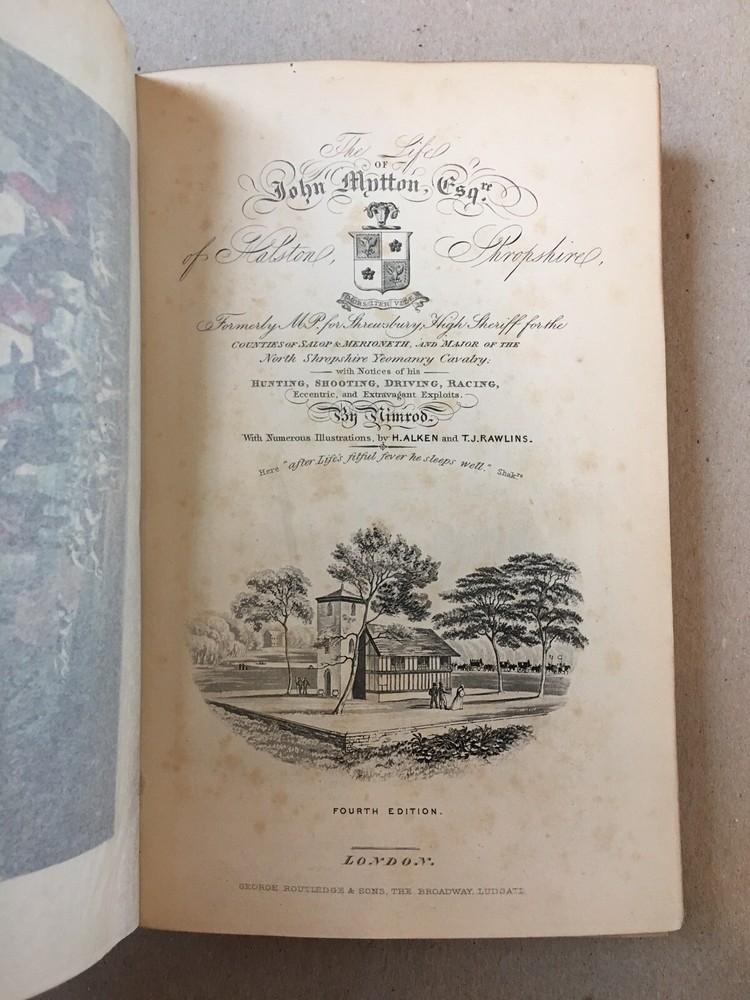 The Life
OF
John Mytton, Esqre.
of Halston, Shropshire,
Formerly M.P. for Shrewsbury, High Sheriff for the
COUNTIES OF SALOP & MERIONETH, AND MAJOR OF THE
North Shropshire Yeomanry Cavalry;
with Notices of his
HUNTING, SHOOTING, DRIVING, RACING,
Eccentric, and Extravagant Exploits.
By Nimrod.
With Numerous Illustrations, by H. ALKEN and T. J. RAWLINS.
Here "after Life's fitful fever he sleeps well." Shakre
FOURTH EDITION.
LONDON.
GEORGE ROUTLEDGE & SONS, THE BROADWAY, LUDGATE